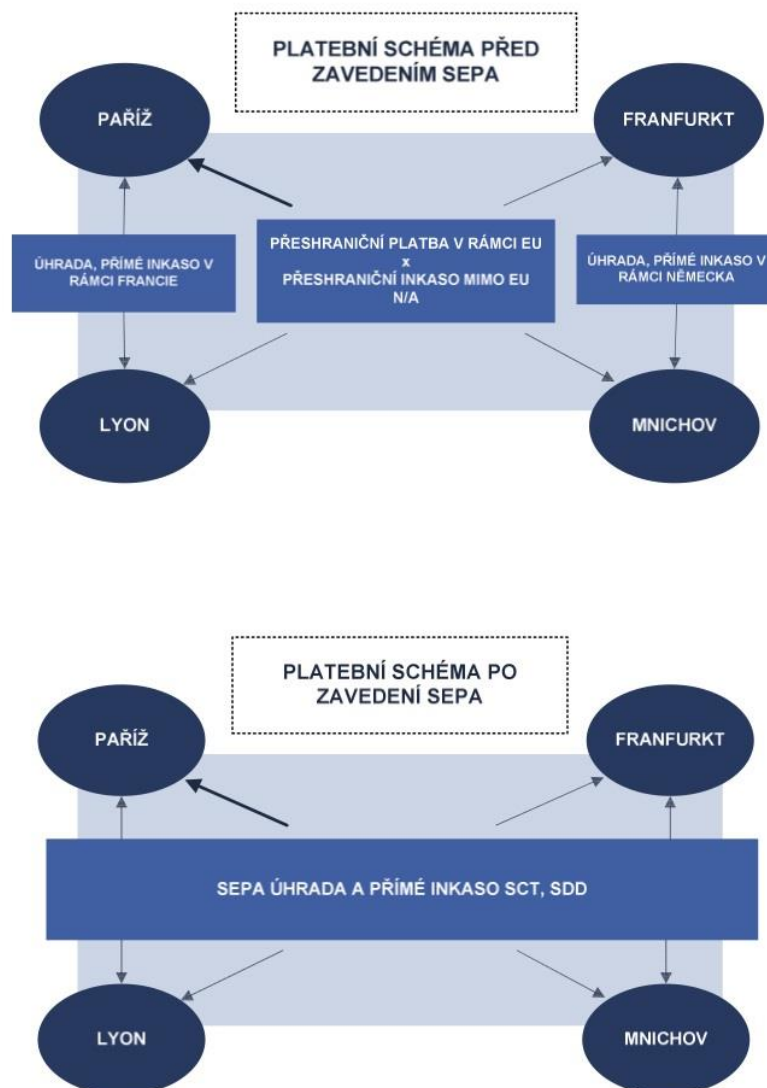 PLATEBNÍ SCHÉMA PŘED
ZAVEDENÍM SEPA
PAŘÍŽ
FRANFURKT
ÚHRADA, PŘÍMÉ INKASO V
RÁMCI FRANCIE
PŘESHRANIČNÍ PLATBA V RÁMCI EU
x
PŘESHRANIČNÍ INKASO MIMO EU
N/A
ÚHRADA, PŘÍMÉ INKASO V
RÁMCI NĚMECKA
LYON
MNICHOV
PLATEBNÍ SCHÉMA PO
ZAVEDENÍ SEPA
PAŘÍŽ
FRANFURKT
SEPA ÚHRADA A PŘÍMÉ INKASO SCT, SDD
LYON
MNICHOV